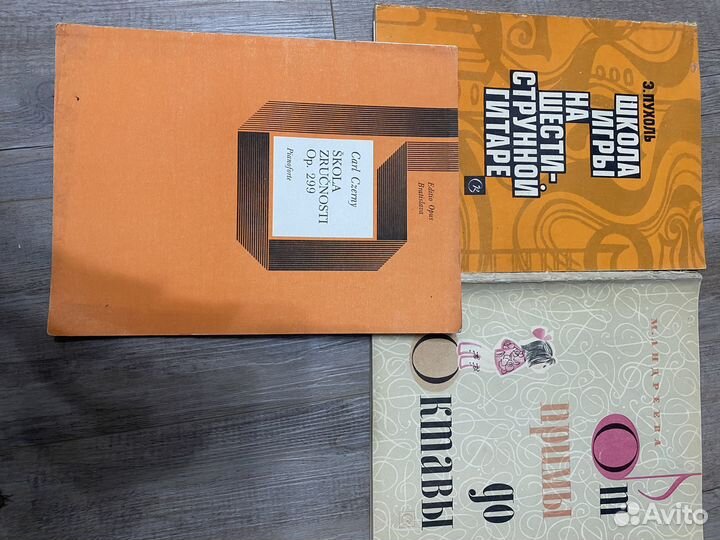 Carl Czerny
ŠKOLA
ZRUČNOSTI
Op. 299
Pianoforte
Editio Opus
Bratislava
Э. ПУХОЛЬ
ШКОЛА
ИГРЫ
НА
ШЕСТИ-
СТРУННОЙ
ГИТАРЕ
М. АНДРЕЕВА
От
примы
до
Октавы
Avito